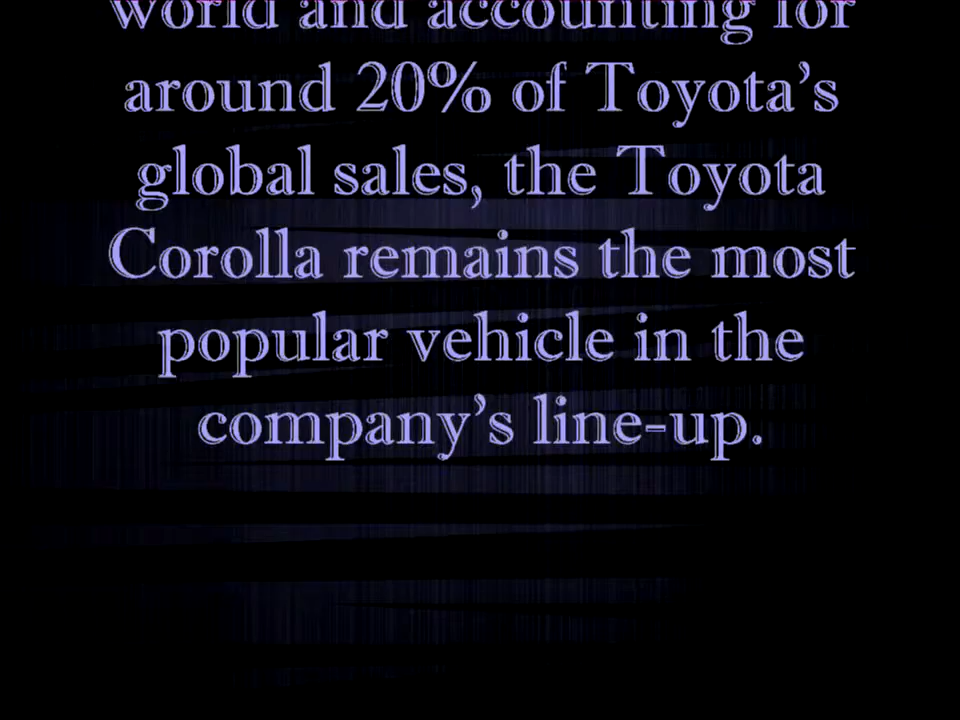 world and accounting for
around 20% of Toyota’s
global sales, the Toyota
Corolla remains the most
popular vehicle in the
company’s line-up.